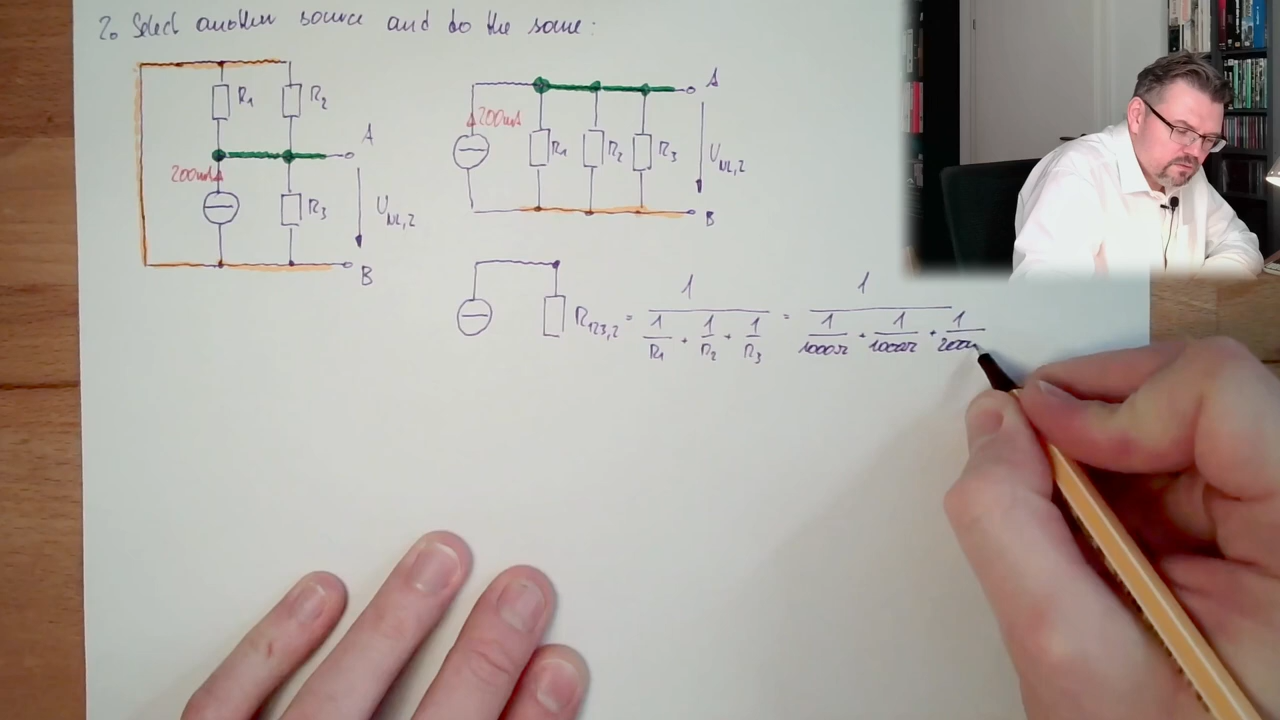 2. Select another source and do the same:
R1 R2
A
200mA
R3 U_NL,2
B
200mA
A
R1 R2 R3 U_NL,2
B
R_123,2 = 1 / (1/R1 + 1/R2 + 1/R3) = 1 / (1/1000Ω + 1/1000Ω + 1/200